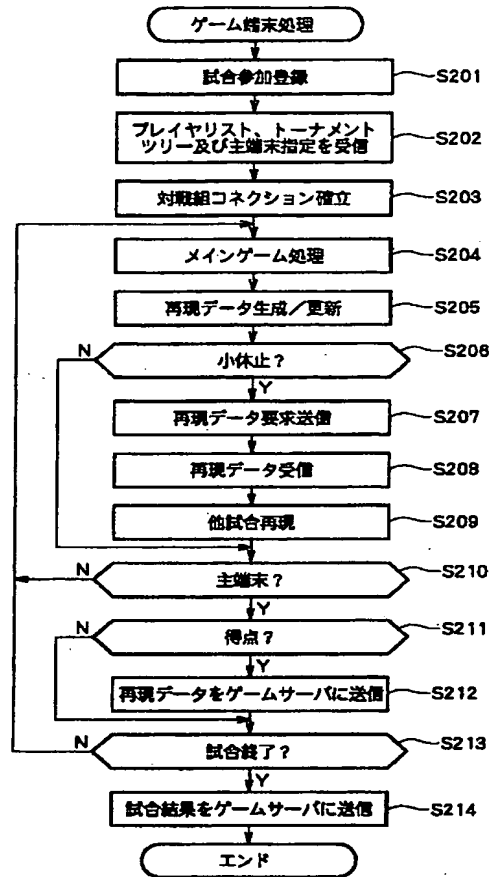 ゲーム端末処理
試合参加登録
S201
プレイヤリスト、トーナメント
ツリー及び主端末指定を受信
S202
対戦組コネクション確立
S203
メインゲーム処理
S204
再現データ生成／更新
S205
小休止？
S206
N
Y
再現データ要求送信
S207
再現データ受信
S208
他試合再現
S209
主端末？
S210
N
Y
得点？
S211
N
Y
再現データをゲームサーバに送信
S212
試合終了？
S213
N
Y
試合結果をゲームサーバに送信
S214
エンド